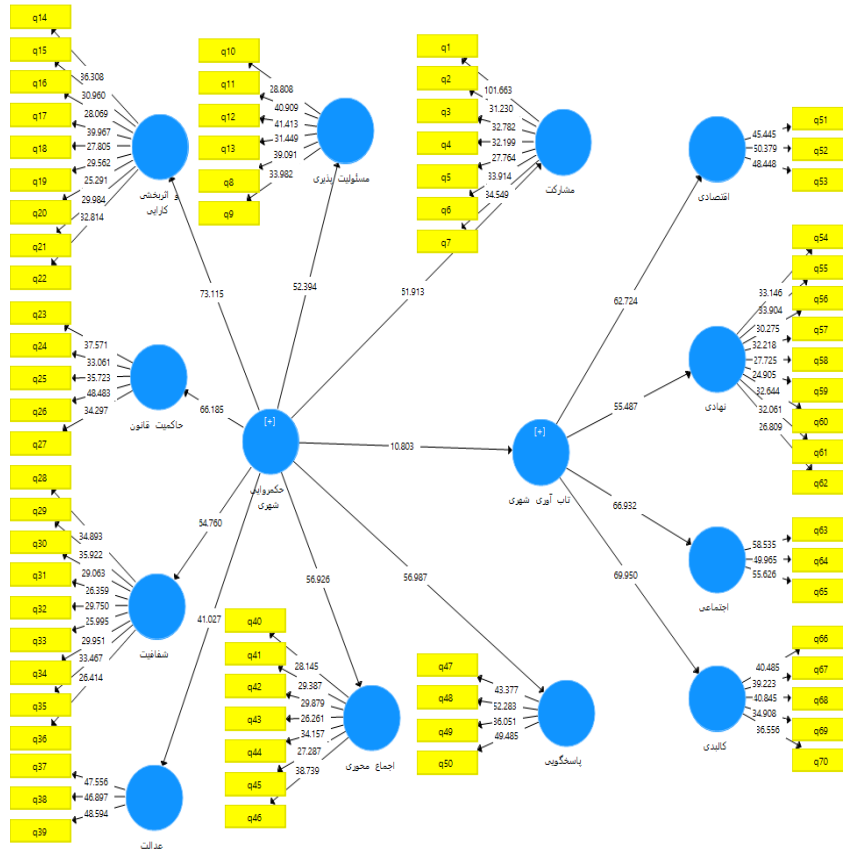 q14
q15
q16
q17
q18
q19
q20
q21
q22
36.308
30.960
28.069
39.967
27.805
29.562
25.291
29.984
32.814
و اثربخشی
کارایی
q10
q11
q12
q13
q8
q9
28.808
40.909
41.413
31.449
39.091
33.982
مسئولیت پذیری
q1
q2
q3
q4
q5
q6
q7
101.663
31.230
32.782
32.199
27.764
33.914
34.549
مشارکت
q51
q52
q53
45.445
50.379
48.448
اقتصادی
q54
q55
q56
q57
q58
q59
q60
q61
q62
33.146
33.904
30.275
32.218
27.725
24.905
32.644
32.061
26.809
نهادی
73.115
52.394
51.913
62.724
55.487
q23
q24
q25
q26
q27
37.571
33.061
35.723
48.483
34.297
حاکمیت قانون
66.185
[+]
حکمروایی
شهری
10.803
[+]
تاب آوری شهری
66.932
69.950
q28
q29
q30
q31
q32
q33
q34
q35
q36
34.893
35.922
29.063
26.359
29.750
25.995
29.951
33.467
26.414
شفافیت
54.760
41.027
56.926
56.987
q63
q64
q65
58.535
49.965
55.626
اجتماعی
q37
q38
q39
47.556
46.897
48.594
عدالت
q40
q41
q42
q43
q44
q45
q46
28.145
29.387
29.879
26.261
34.157
27.287
38.739
اجماع محوری
q47
q48
q49
q50
43.377
52.283
36.051
49.485
پاسخگویی
q66
q67
q68
q69
q70
40.485
39.223
40.845
34.908
36.556
کالبدی